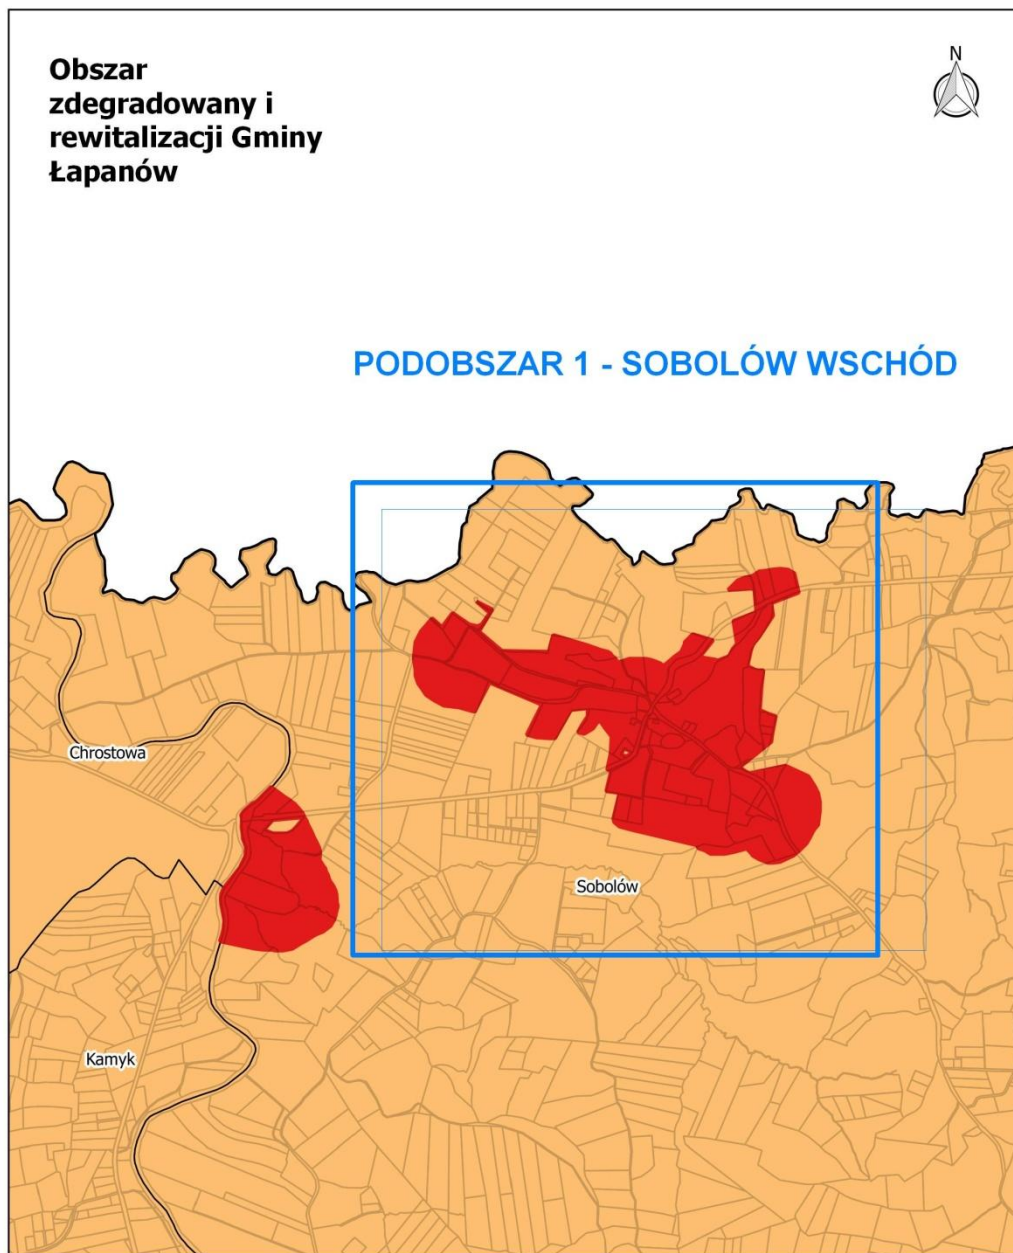 Obszar
zdegradowany i
rewitalizacji Gminy
Łapanów
N
PODOBSZAR 1 - SOBOLÓW WSCHÓD
Chrostowa
Sobolów
Kamyk